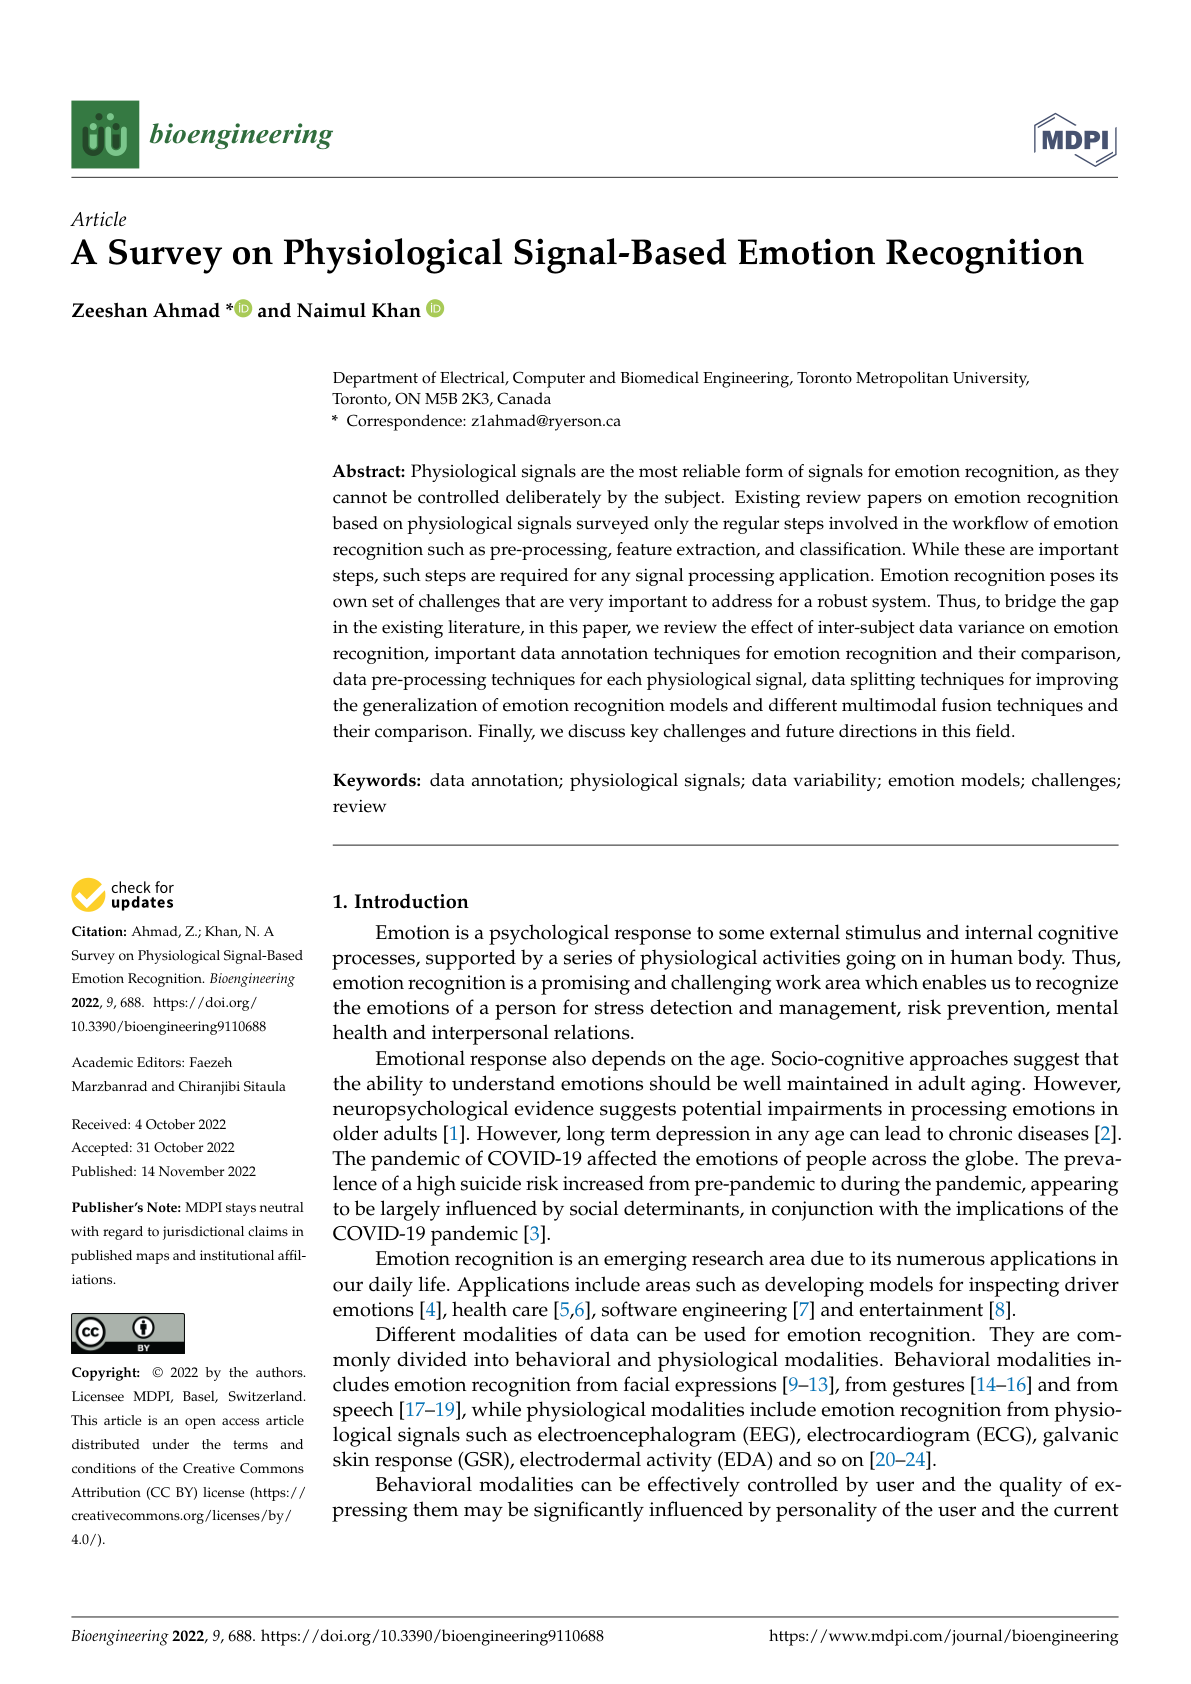 bioengineering
MDPI
Article
A Survey on Physiological Signal-Based Emotion Recognition
Zeeshan Ahmad * iD and Naimul Khan iD
Department of Electrical, Computer and Biomedical Engineering, Toronto Metropolitan University,
Toronto, ON M5B 2K3, Canada
* Correspondence: z1ahmad@ryerson.ca
Abstract: Physiological signals are the most reliable form of signals for emotion recognition, as they
cannot be controlled deliberately by the subject. Existing review papers on emotion recognition
based on physiological signals surveyed only the regular steps involved in the workflow of emotion
recognition such as pre-processing, feature extraction, and classification. While these are important
steps, such steps are required for any signal processing application. Emotion recognition poses its
own set of challenges that are very important to address for a robust system. Thus, to bridge the gap
in the existing literature, in this paper, we review the effect of inter-subject data variance on emotion
recognition, important data annotation techniques for emotion recognition and their comparison,
data pre-processing techniques for each physiological signal, data splitting techniques for improving
the generalization of emotion recognition models and different multimodal fusion techniques and
their comparison. Finally, we discuss key challenges and future directions in this field.
Keywords: data annotation; physiological signals; data variability; emotion models; challenges;
review
check for
updates
Citation: Ahmad, Z.; Khan, N. A
Survey on Physiological Signal-Based
Emotion Recognition. Bioengineering
2022, 9, 688. https://doi.org/
10.3390/bioengineering9110688
Academic Editors: Faezeh
Marzbanrad and Chiranjibi Sitaula
Received: 4 October 2022
Accepted: 31 October 2022
Published: 14 November 2022
Publisher's Note: MDPI stays neutral
with regard to jurisdictional claims in
published maps and institutional affil-
iations.
cc
BY
Copyright: © 2022 by the authors.
Licensee MDPI, Basel, Switzerland.
This article is an open access article
distributed under the terms and
conditions of the Creative Commons
Attribution (CC BY) license (https://
creativecommons.org/licenses/by/
4.0/).
1. Introduction
Emotion is a psychological response to some external stimulus and internal cognitive
processes, supported by a series of physiological activities going on in human body. Thus,
emotion recognition is a promising and challenging work area which enables us to recognize
the emotions of a person for stress detection and management, risk prevention, mental
health and interpersonal relations.
Emotional response also depends on the age. Socio-cognitive approaches suggest that
the ability to understand emotions should be well maintained in adult aging. However,
neuropsychological evidence suggests potential impairments in processing emotions in
older adults [1]. However, long term depression in any age can lead to chronic diseases [2].
The pandemic of COVID-19 affected the emotions of people across the globe. The preva-
lence of a high suicide risk increased from pre-pandemic to during the pandemic, appearing
to be largely influenced by social determinants, in conjunction with the implications of the
COVID-19 pandemic [3].
Emotion recognition is an emerging research area due to its numerous applications in
our daily life. Applications include areas such as developing models for inspecting driver
emotions [4], health care [5,6], software engineering [7] and entertainment [8].
Different modalities of data can be used for emotion recognition. They are com-
monly divided into behavioral and physiological modalities. Behavioral modalities in-
cludes emotion recognition from facial expressions [9–13], from gestures [14–16] and from
speech [17–19], while physiological modalities include emotion recognition from physio-
logical signals such as electroencephalogram (EEG), electrocardiogram (ECG), galvanic
skin response (GSR), electrodermal activity (EDA) and so on [20–24].
Behavioral modalities can be effectively controlled by user and the quality of ex-
pressing them may be significantly influenced by personality of the user and the current
Bioengineering 2022, 9, 688. https://doi.org/10.3390/bioengineering9110688
https://www.mdpi.com/journal/bioengineering